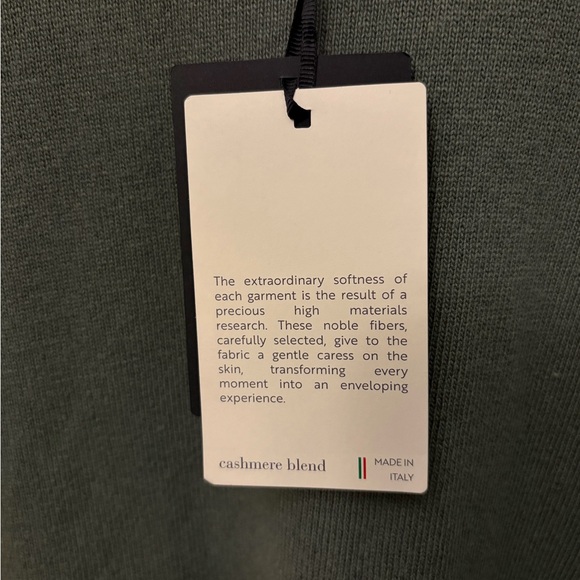 The extraordinary softness of
each garment is the result of a
precious high materials
research. These noble fibers,
carefully selected, give to the
fabric a gentle caress on the
skin, transforming every
moment into an enveloping
experience.
cashmere blend
MADE IN
ITALY